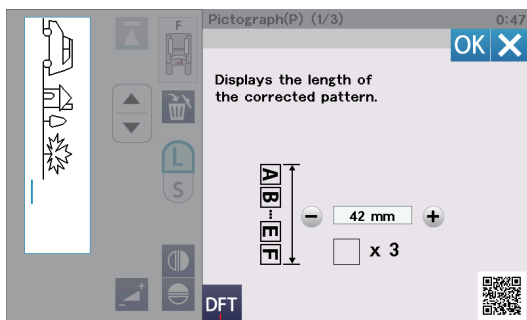 Pictograph(P) (1/3)
0:47
F
OK
Displays the length of
the corrected pattern.
L
S
A
B
E
F
42 mm
x 3
DFT